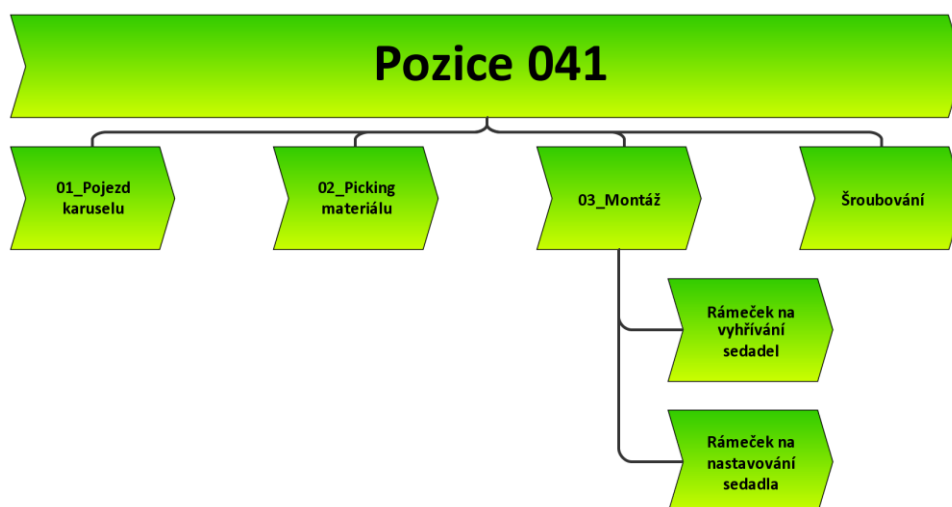 Pozice 041
01_Pojezd
karuselu
02_Picking
materiálu
03_Montáž
Šroubování
Rámeček na
vyhřívání
sedadel
Rámeček na
nastavování
sedadla